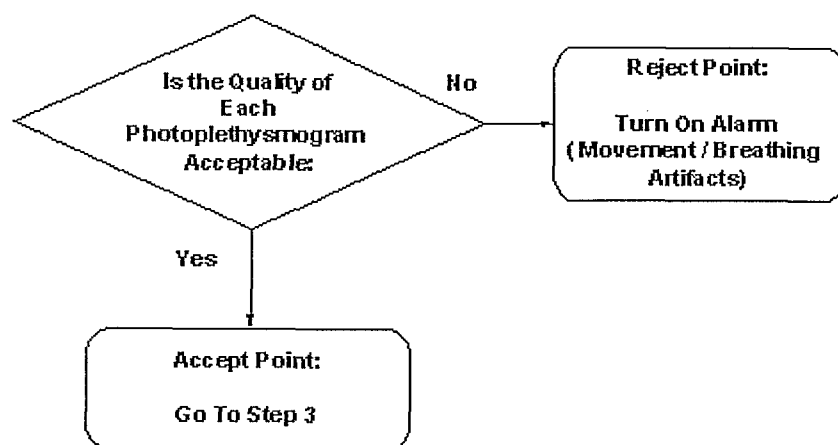 Is the Quality of
Each
Photoplethysmogram
Acceptable:
No
Reject Point:
Turn On Alarm
(Movement / Breathing
Artifacts)
Yes
Accept Point:
Go To Step 3